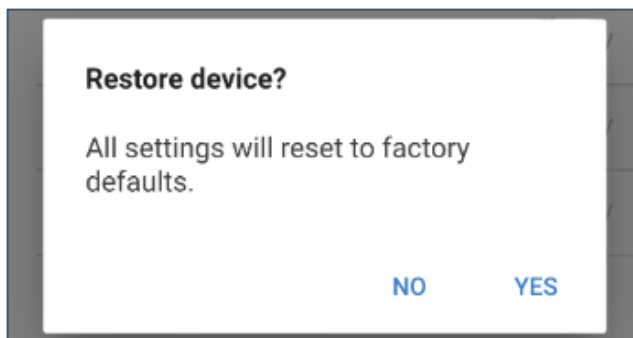 Restore device?
All settings will reset to factory
defaults.
NO YES